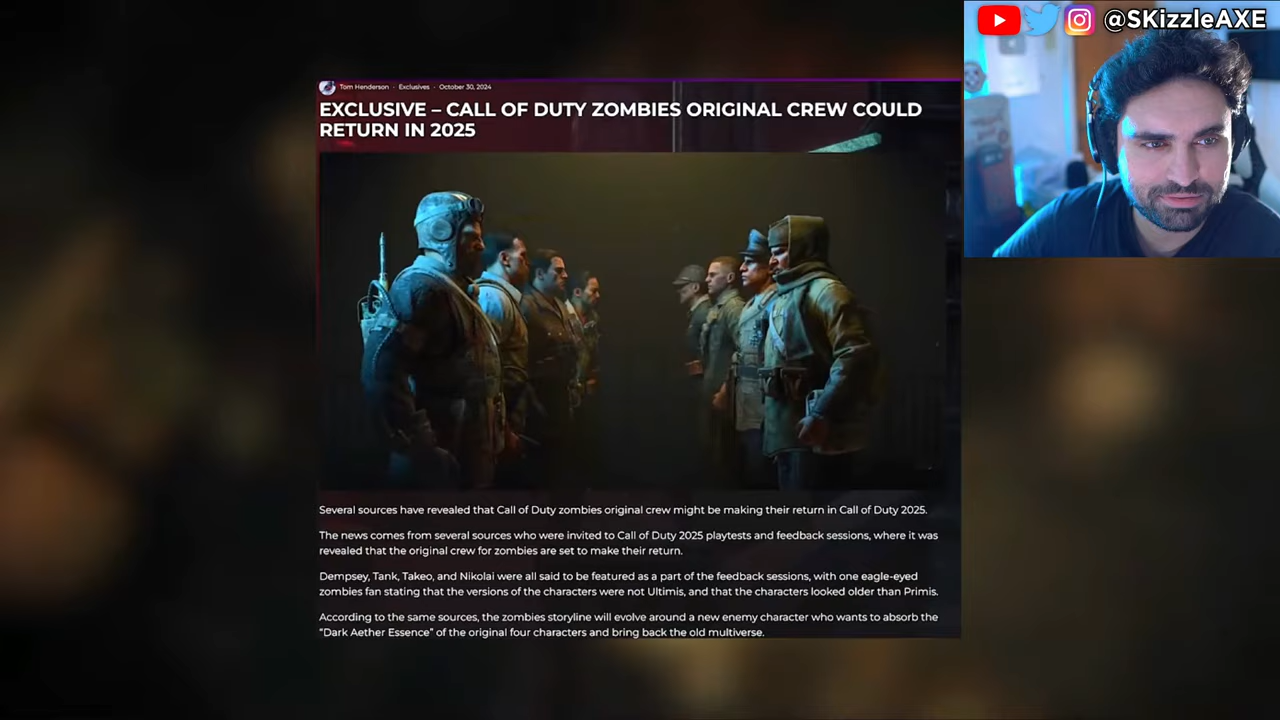 @SKizzleAXE
Tom Henderson · Exclusives · October 30, 2024
EXCLUSIVE – CALL OF DUTY ZOMBIES ORIGINAL CREW COULD
RETURN IN 2025
Several sources have revealed that Call of Duty zombies original crew might be making their return in Call of Duty 2025.
The news comes from several sources who were invited to Call of Duty 2025 playtests and feedback sessions, where it was
revealed that the original crew for zombies are set to make their return.
Dempsey, Tank, Takeo, and Nikolai were all said to be featured as a part of the feedback sessions, with one eagle-eyed
zombies fan stating that the versions of the characters were not Ultimis, and that the characters looked older than Primis.
According to the same sources, the zombies storyline will evolve around a new enemy character who wants to absorb the
“Dark Aether Essence” of the original four characters and bring back the old multiverse.